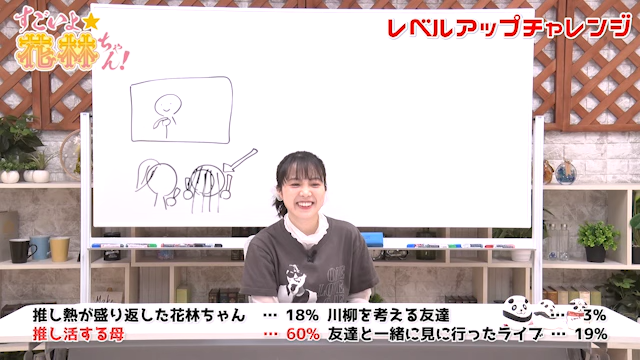 すごいよ★
花林ちゃん!
レベルアップチャレンジ
推し熱が盛り返した花林ちゃん … 18%
川柳を考える友達 … 3%
推し活する母 … 60%
友達と一緒に見に行ったライブ … 19%